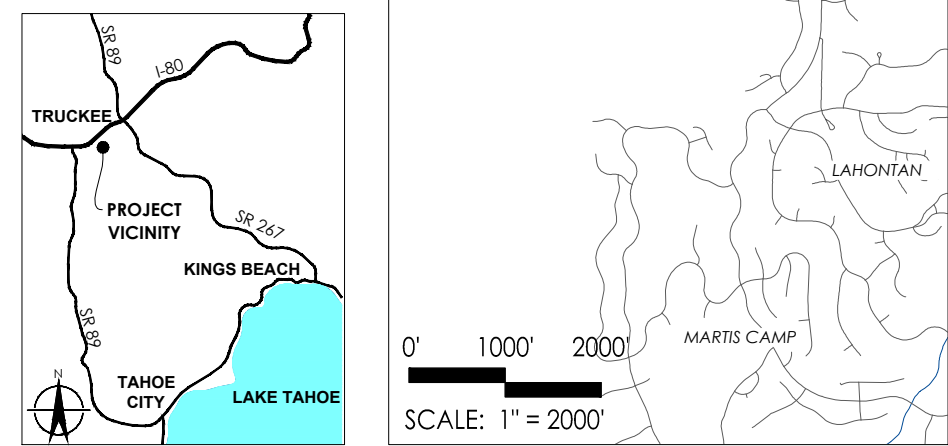 SR 89
I-80
TRUCKEE
PROJECT
VICINITY
SR 267
KINGS BEACH
SR 89
N
TAHOE
CITY
LAKE TAHOE
LAHONTAN
MARTIS CAMP
0' 1000' 2000'
SCALE: 1" = 2000'